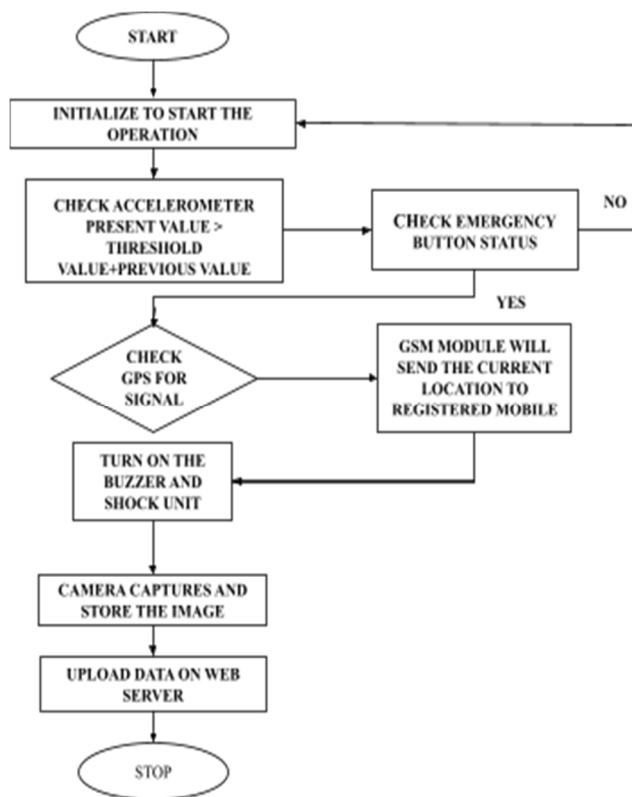 START
INITIALIZE TO START THE
OPERATION
CHECK ACCELEROMETER
PRESENT VALUE >
THRESHOLD
VALUE+PREVIOUS VALUE
CHECK EMERGENCY
BUTTON STATUS
NO
YES
CHECK
GPS FOR
SIGNAL
GSM MODULE WILL
SEND THE CURRENT
LOCATION TO
REGISTERED MOBILE
TURN ON THE
BUZZER AND
SHOCK UNIT
CAMERA CAPTURES AND
STORE THE IMAGE
UPLOAD DATA ON WEB
SERVER
STOP